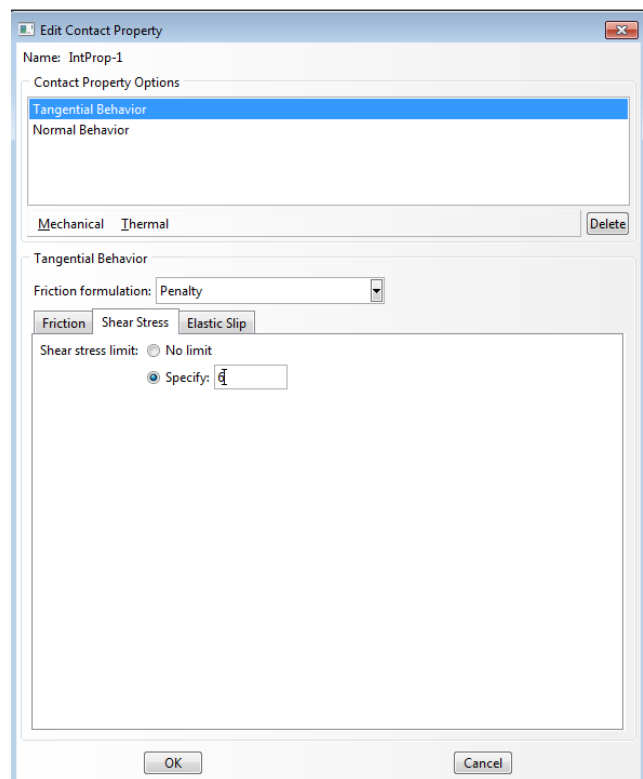 Edit Contact Property
Name: IntProp-1
Contact Property Options
Tangential Behavior
Normal Behavior
Mechanical Thermal Delete
Tangential Behavior
Friction formulation: Penalty
Friction Shear Stress Elastic Slip
Shear stress limit: No limit
Specify: 6
OK Cancel